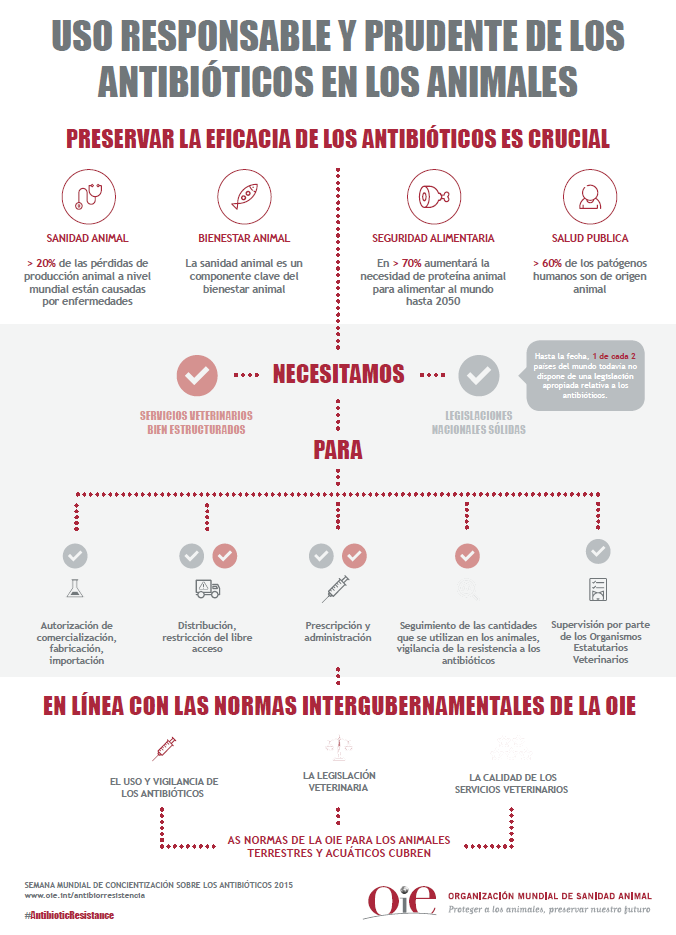 USO RESPONSABLE Y PRUDENTE DE LOS
ANTIBIÓTICOS EN LOS ANIMALES
PRESERVAR LA EFICACIA DE LOS ANTIBIÓTICOS ES CRUCIAL
SANIDAD ANIMAL
> 20% de las pérdidas de
producción animal a nivel
mundial están causadas
por enfermedades
BIENESTAR ANIMAL
La sanidad animal es un
componente clave del
bienestar animal
SEGURIDAD ALIMENTARIA
En > 70% aumentará la
necesidad de proteína animal
para alimentar al mundo
hasta 2050
SALUD PUBLICA
> 60% de los patógenos
humanos son de origen
animal
NECESITAMOS
SERVICIOS VETERINARIOS
BIEN ESTRUCTURADOS
LEGISLACIONES
NACIONALES SÓLIDAS
Hasta la fecha, 1 de cada 2
países del mundo todavia no
dispone de una legislación
apropiada relativa a los
antibióticos.
PARA
Autorización de
comercialización,
fabricación,
importación
Distribución,
restricción del libre
acceso
Prescripción y
administración
Seguimiento de las cantidades
que se utilizan en los animales,
vigilancia de la resistencia a los
antibióticos
Supervisión por parte
de los Organismos
Estatutarios
Veterinarios
EN LÍNEA CON LAS NORMAS INTERGUBERNAMENTALES DE LA OIE
EL USO Y VIGILANCIA DE
LOS ANTIBIÓTICOS
LA LEGISLACIÓN
VETERINARIA
LA CALIDAD DE LOS
SERVICIOS VETERINARIOS
AS NORMAS DE LA OIE PARA LOS ANIMALES
TERRESTRES Y ACUÁTICOS CUBREN
SEMANA MUNDIAL DE CONCIENTIZACIÓN SOBRE LOS ANTIBIÓTICOS 2015
www.oie.int/antibiorresistencia
#AntibioticResistance
oie
ORGANIZACIÓN MUNDIAL DE SANIDAD ANIMAL
Proteger a los animales, preservar nuestro futuro